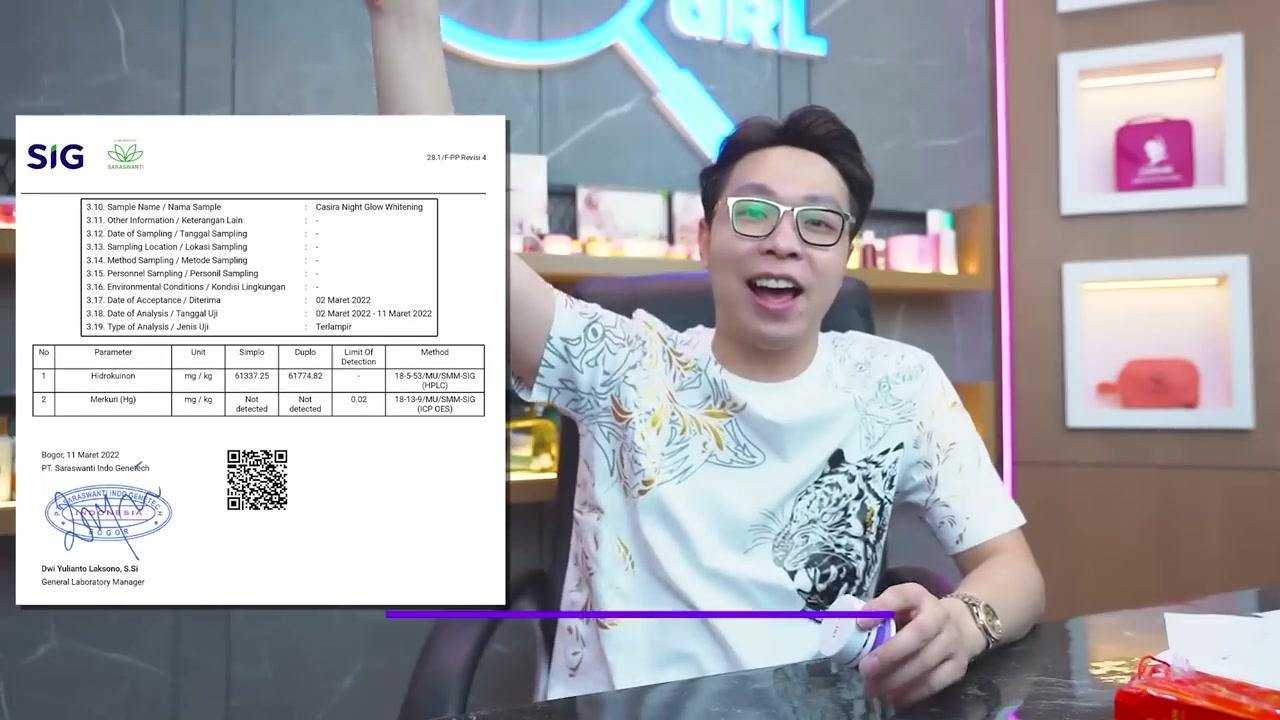 GRL
SIG
SARASWANTI
28.1/F-PP Revisi 4
3.10. Sample Name / Nama Sample : Casira Night Glow Whitening
3.11. Other Information / Keterangan Lain : -
3.12. Date of Sampling / Tanggal Sampling : -
3.13. Sampling Location / Lokasi Sampling : -
3.14. Method Sampling / Metode Sampling : -
3.15. Personnel Sampling / Personil Sampling : -
3.16. Environmental Conditions / Kondisi Lingkungan : -
3.17. Date of Acceptance / Diterima : 02 Maret 2022
3.18. Date of Analysis / Tanggal Uji : 02 Maret 2022 - 11 Maret 2022
3.19. Type of Analysis / Jenis Uji : Terlampir
No Parameter Unit Simplo Duplo Limit Of Detection Method
1 Hidrokuinon mg / kg 61337.25 61774.82 - 18-5-53/MU/SMM-SIG (HPLC)
2 Merkuri (Hg) mg / kg Not detected Not detected 0.02 18-13-9/MU/SMM-SIG (ICP OES)
Bogor, 11 Maret 2022
PT. Saraswanti Indo Genetech
SARASWANTI INDO GENETECH
INDONESIA
BOGOR
Dwi Yulianto Laksono, S.Si
General Laboratory Manager